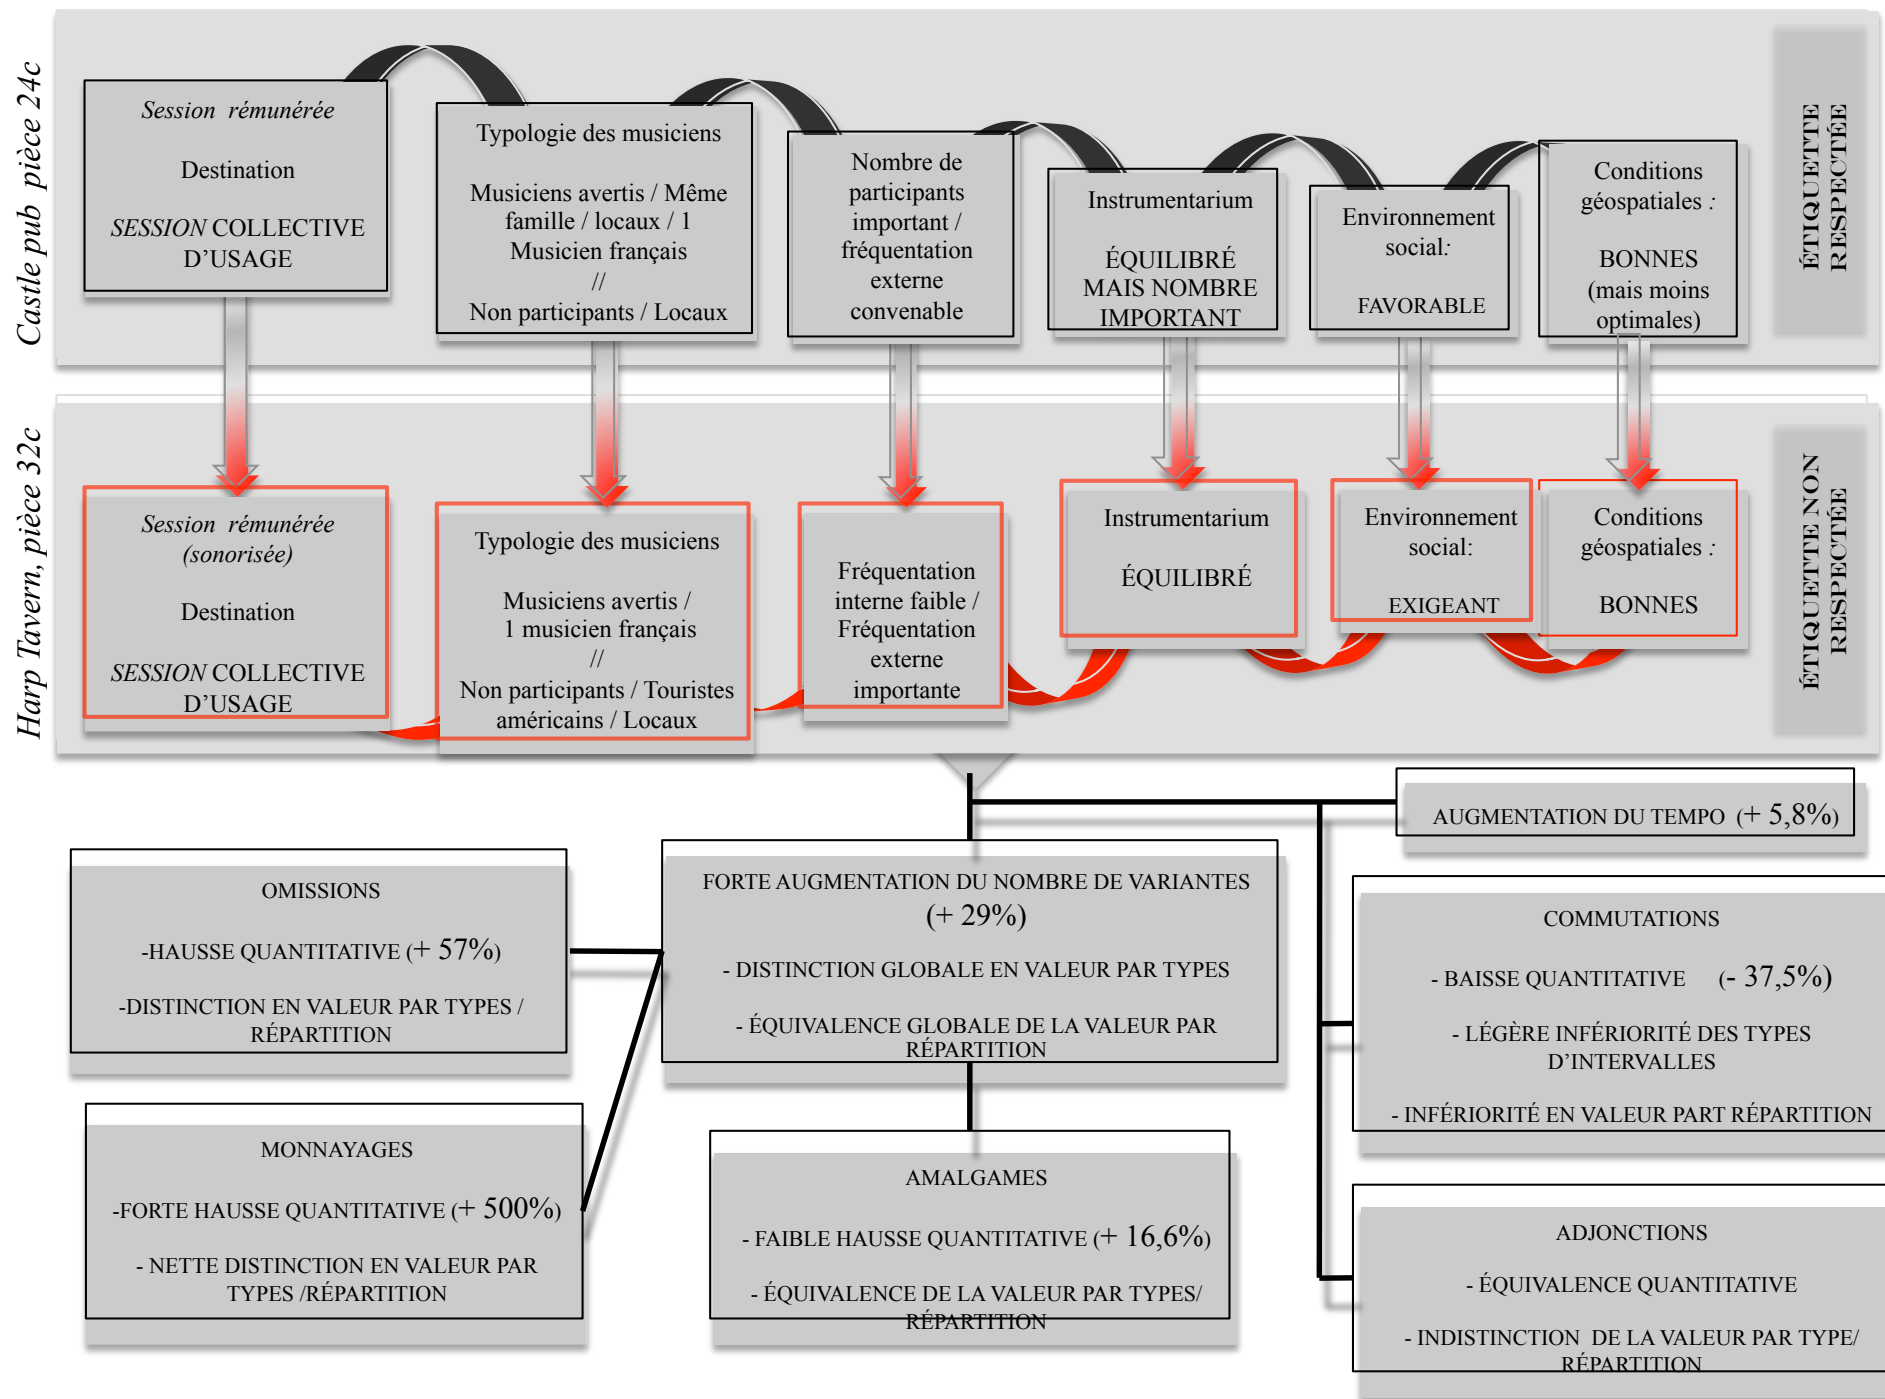 Castle pub pièce 24c
Session rémunérée
Destination
SESSION COLLECTIVE
D'USAGE
Typologie des musiciens
Musiciens avertis / Même
famille / locaux / 1
Musicien français
//
Non participants / Locaux
Nombre de
participants
important /
fréquentation
externe
convenable
Instrumentarium
ÉQUILIBRÉ
MAIS NOMBRE
IMPORTANT
Environnement
social:
FAVORABLE
Conditions
géospatiales :
BONNES
(mais moins
optimales)
ÉTIQUETTE
RESPECTÉE
Harp Tavern, pièce 32c
Session rémunérée
(sonorisée)
Destination
SESSION COLLECTIVE
D'USAGE
Typologie des musiciens
Musiciens avertis /
1 musicien français
//
Non participants / Touristes
américains / Locaux
Fréquentation
interne faible /
Fréquentation
externe
importante
Instrumentarium
ÉQUILIBRÉ
Environnement
social:
EXIGEANT
Conditions
géospatiales :
BONNES
ÉTIQUETTE NON
RESPECTÉE
AUGMENTATION DU TEMPO (+ 5,8%)
OMISSIONS
-HAUSSE QUANTITATIVE (+ 57%)
-DISTINCTION EN VALEUR PAR TYPES /
RÉPARTITION
FORTE AUGMENTATION DU NOMBRE DE VARIANTES
(+ 29%)
- DISTINCTION GLOBALE EN VALEUR PAR TYPES
- ÉQUIVALENCE GLOBALE DE LA VALEUR PAR
RÉPARTITION
COMMUTATIONS
- BAISSE QUANTITATIVE (- 37,5%)
- LÉGÈRE INFÉRIORITÉ DES TYPES
D'INTERVALLES
- INFÉRIORITÉ EN VALEUR PART RÉPARTITION
MONNAYAGES
-FORTE HAUSSE QUANTITATIVE (+ 500%)
- NETTE DISTINCTION EN VALEUR PAR
TYPES /RÉPARTITION
AMALGAMES
- FAIBLE HAUSSE QUANTITATIVE (+ 16,6%)
- ÉQUIVALENCE DE LA VALEUR PAR TYPES/
RÉPARTITION
ADJONCTIONS
- ÉQUIVALENCE QUANTITATIVE
- INDISTINCTION DE LA VALEUR PAR TYPE/
RÉPARTITION